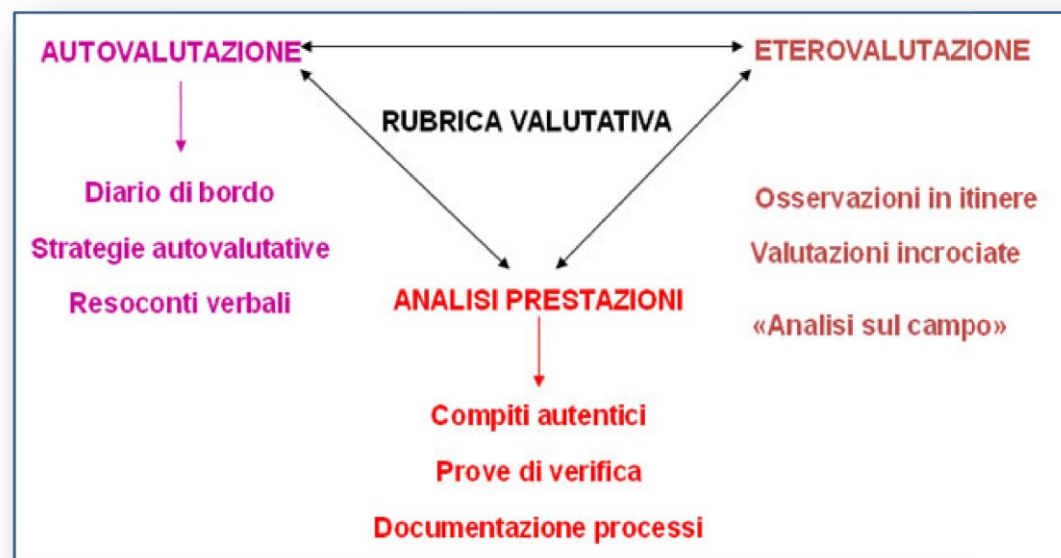 AUTOVALUTAZIONE
ETEROVALUTAZIONE
RUBRICA VALUTATIVA
Diario di bordo
Strategie autovalutative
Resoconti verbali
Osservazioni in itinere
Valutazioni incrociate
«Analisi sul campo»
ANALISI PRESTAZIONI
Compiti autentici
Prove di verifica
Documentazione processi